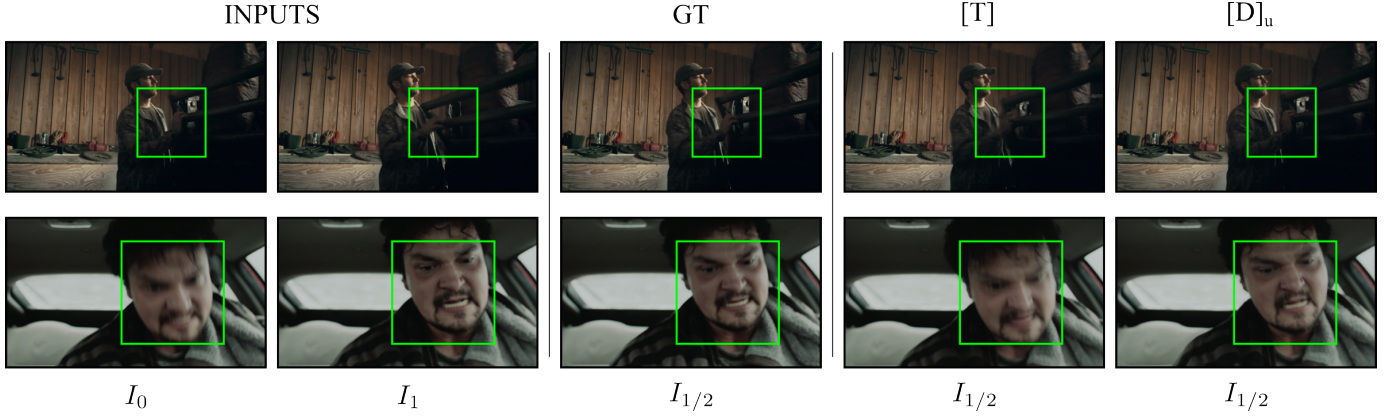 INPUTS GT [T] [D]ᵤ
I₀ I₁ I₁/₂ I₁/₂ I₁/₂